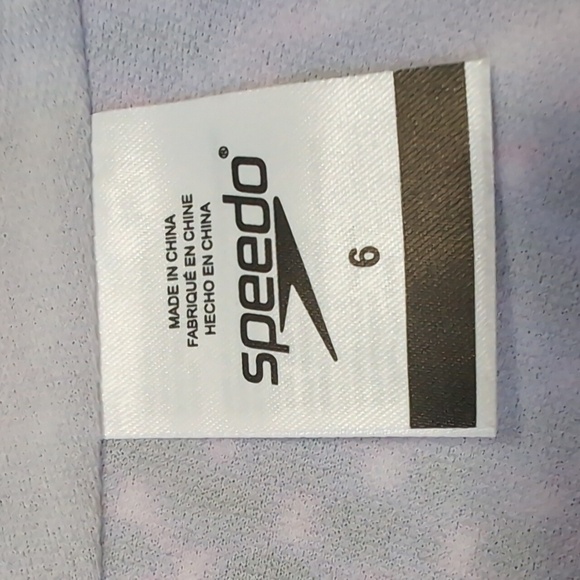 MADE IN CHINA
FABRIQUÉ EN CHINE
HECHO EN CHINA
speedo®
6